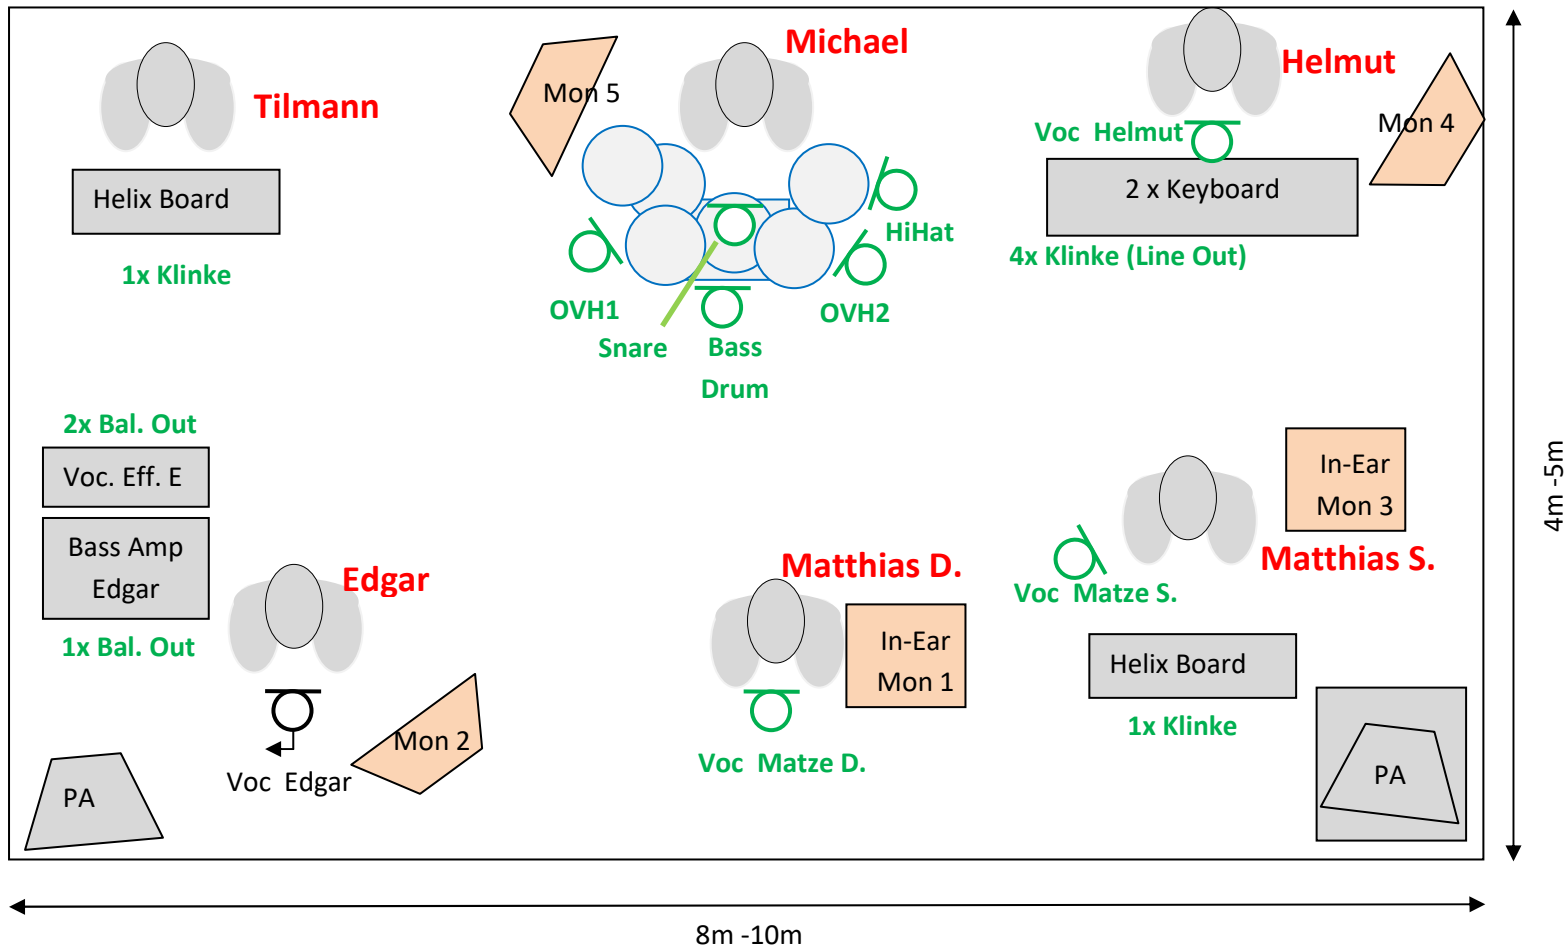 Michael
Helmut
Tilmann
Mon 5
Mon 4
Voc Helmut
Helix Board
2 x Keyboard
HiHat
4x Klinke (Line Out)
1x Klinke
OVH1
OVH2
Snare
Bass
Drum
2x Bal. Out
Voc. Eff. E
In-Ear
Mon 3
4m -5m
Bass Amp
Edgar
Edgar
Matthias D.
Matthias S.
Voc Matze S.
1x Bal. Out
In-Ear
Mon 1
Helix Board
1x Klinke
Mon 2
Voc Matze D.
Voc Edgar
PA
PA
8m -10m